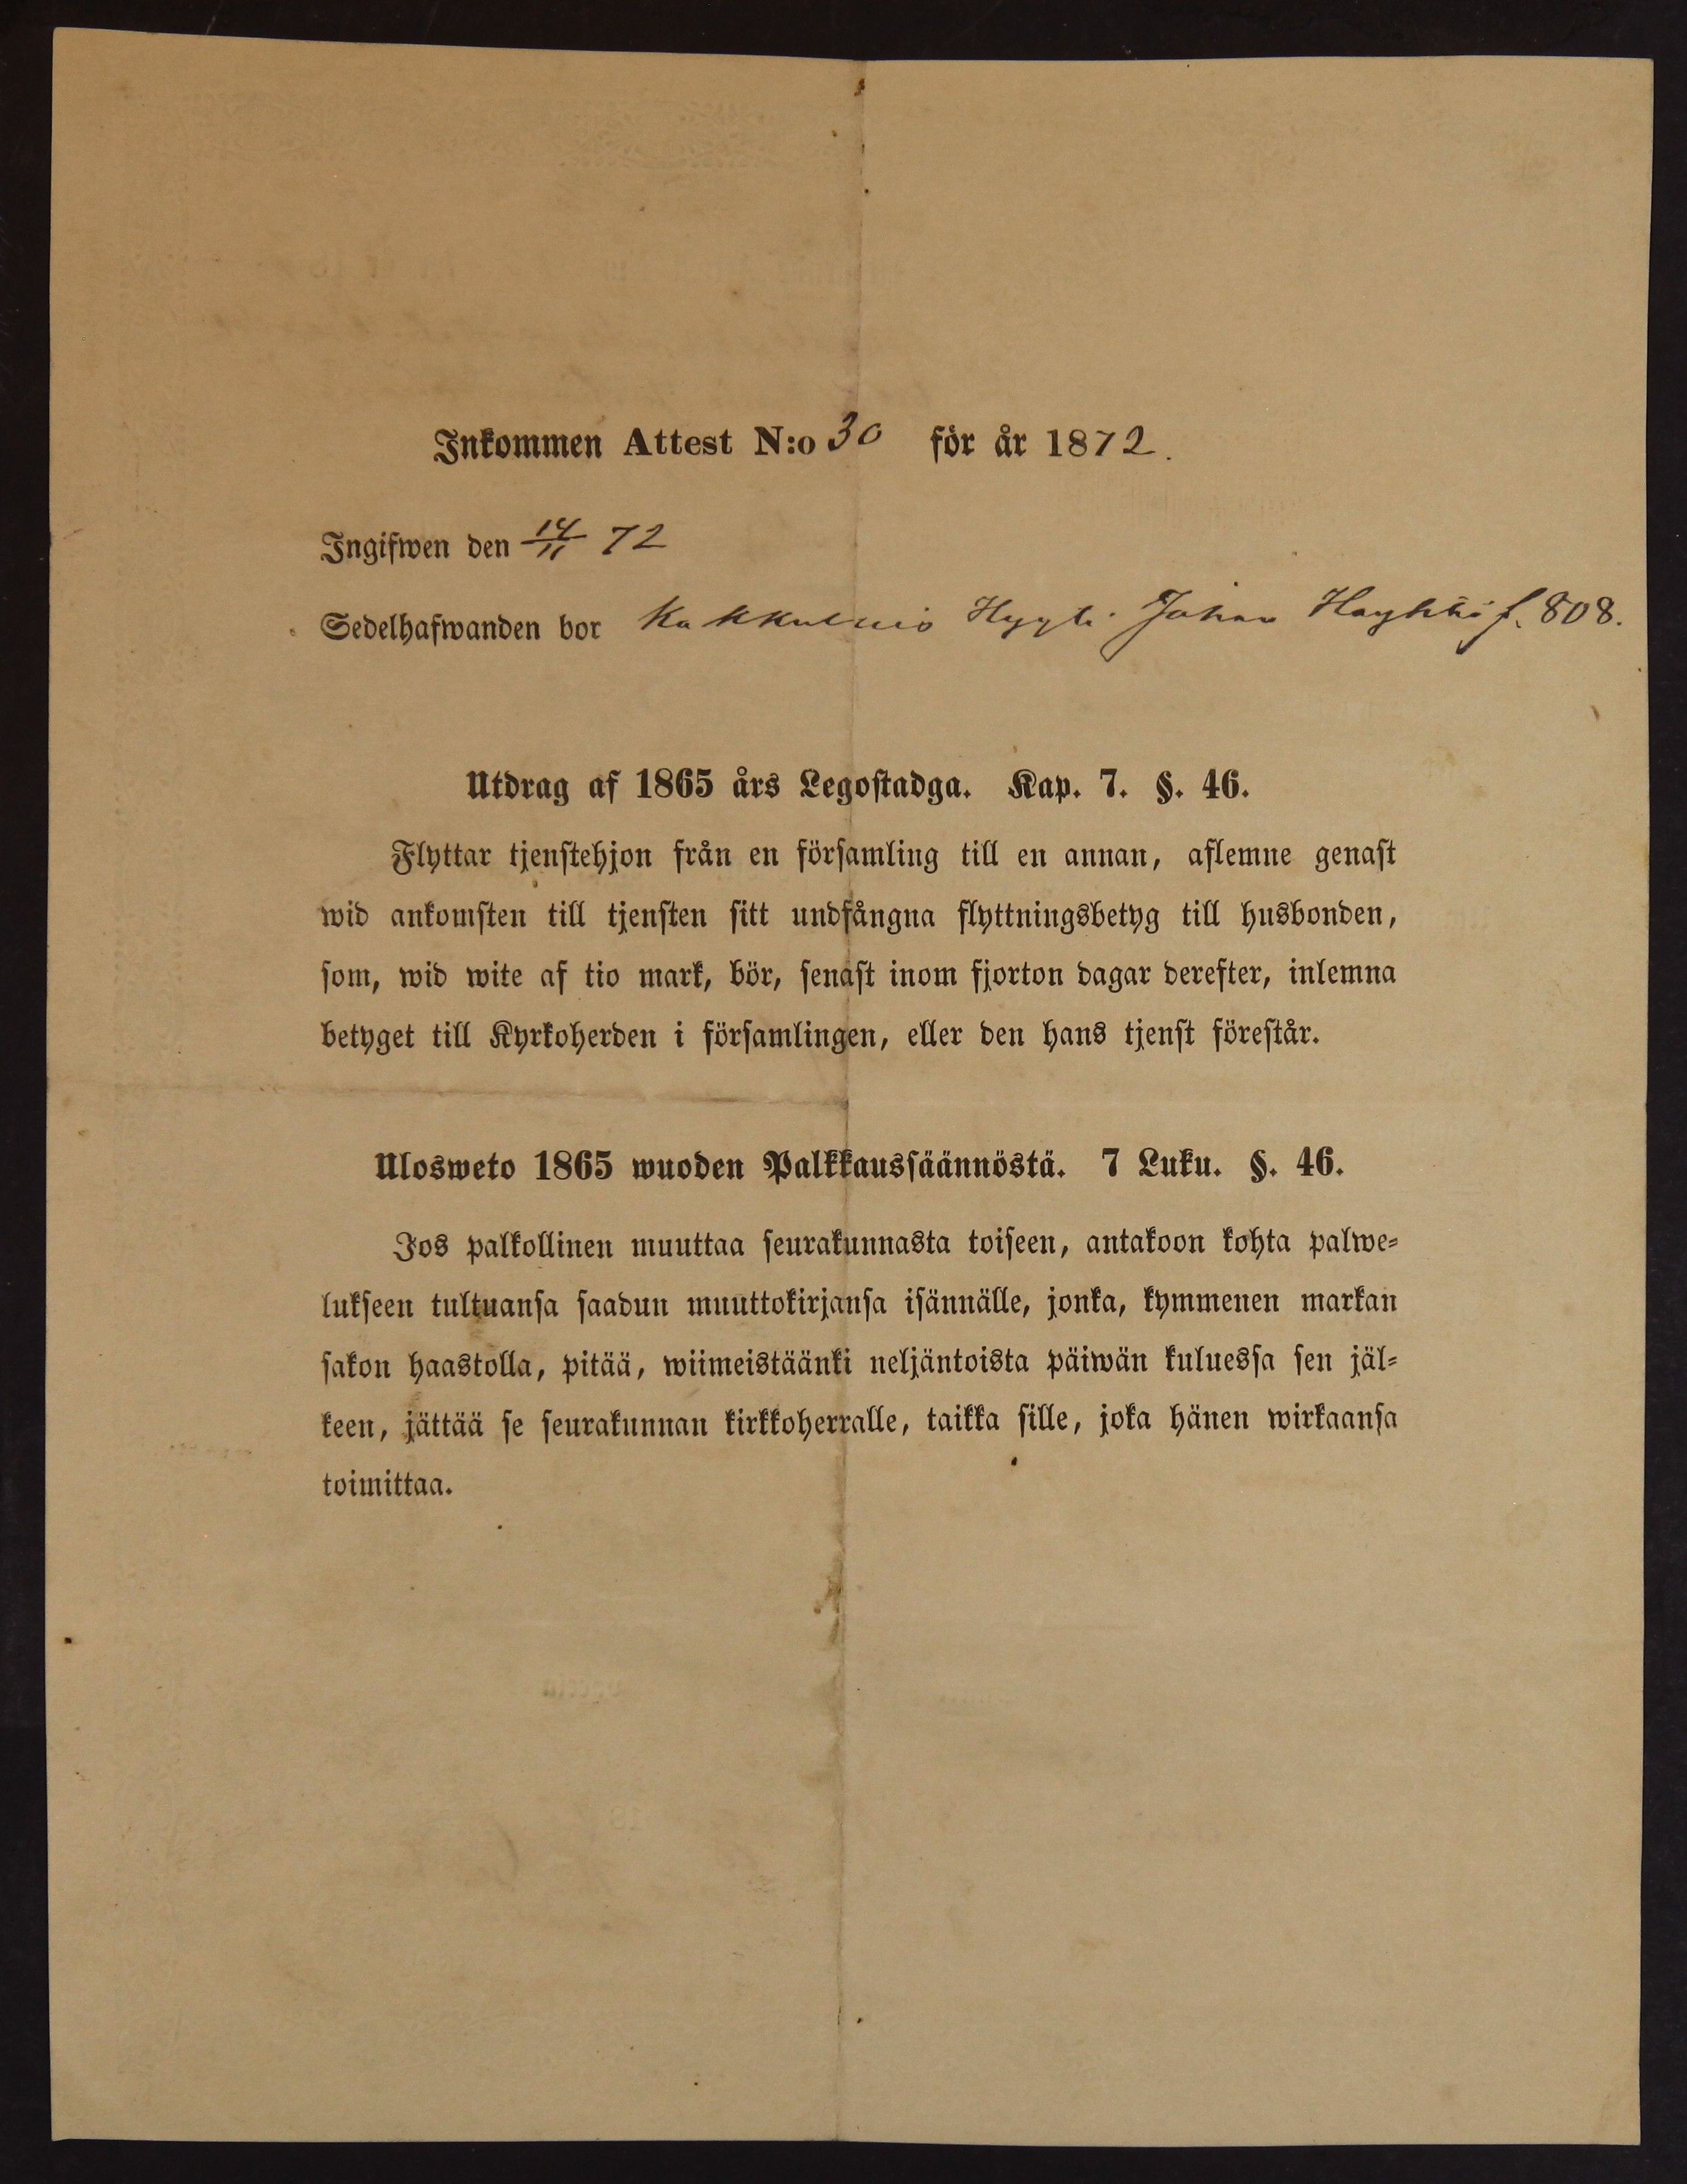 Inkommen Attest N:o 30 för år 1872.
Ingifwen den 14/11 72
Sedelhafwanden bor Johan f. 808.
Utdrag af 1865 års Legostadga. Kap. 7. §. 46.
Flyttar tjenstehjon från en församling till en annan, aflemne genast
wid ankomsten till tjensten sitt undfångna flyttningsbetyg till husbonden,
som, wid wite af tio mark, bör, senast inom fjorton dagar derefter, inlemna
betyget till Kyrkoherden i församlingen, eller den hans tjenst förestår.
Ulosweto 1865 wuoden Palkkaussäännöstä. 7 Luku. §. 46.
Jos palkollinen muuttaa seurakunnasta toiseen, antakoon kohta palwe-
lukseen tultuansa saadun muuttokirjansa isännälle, jonka, kymmenen markan
sakon haastolla, pitää, wiimeistäänki neljäntoista päiwän kuluessa sen jäl-
keen, jättää se seurakunnan kirkkoherralle, taikka sille, joka hänen wirkaansa
toimittaa.